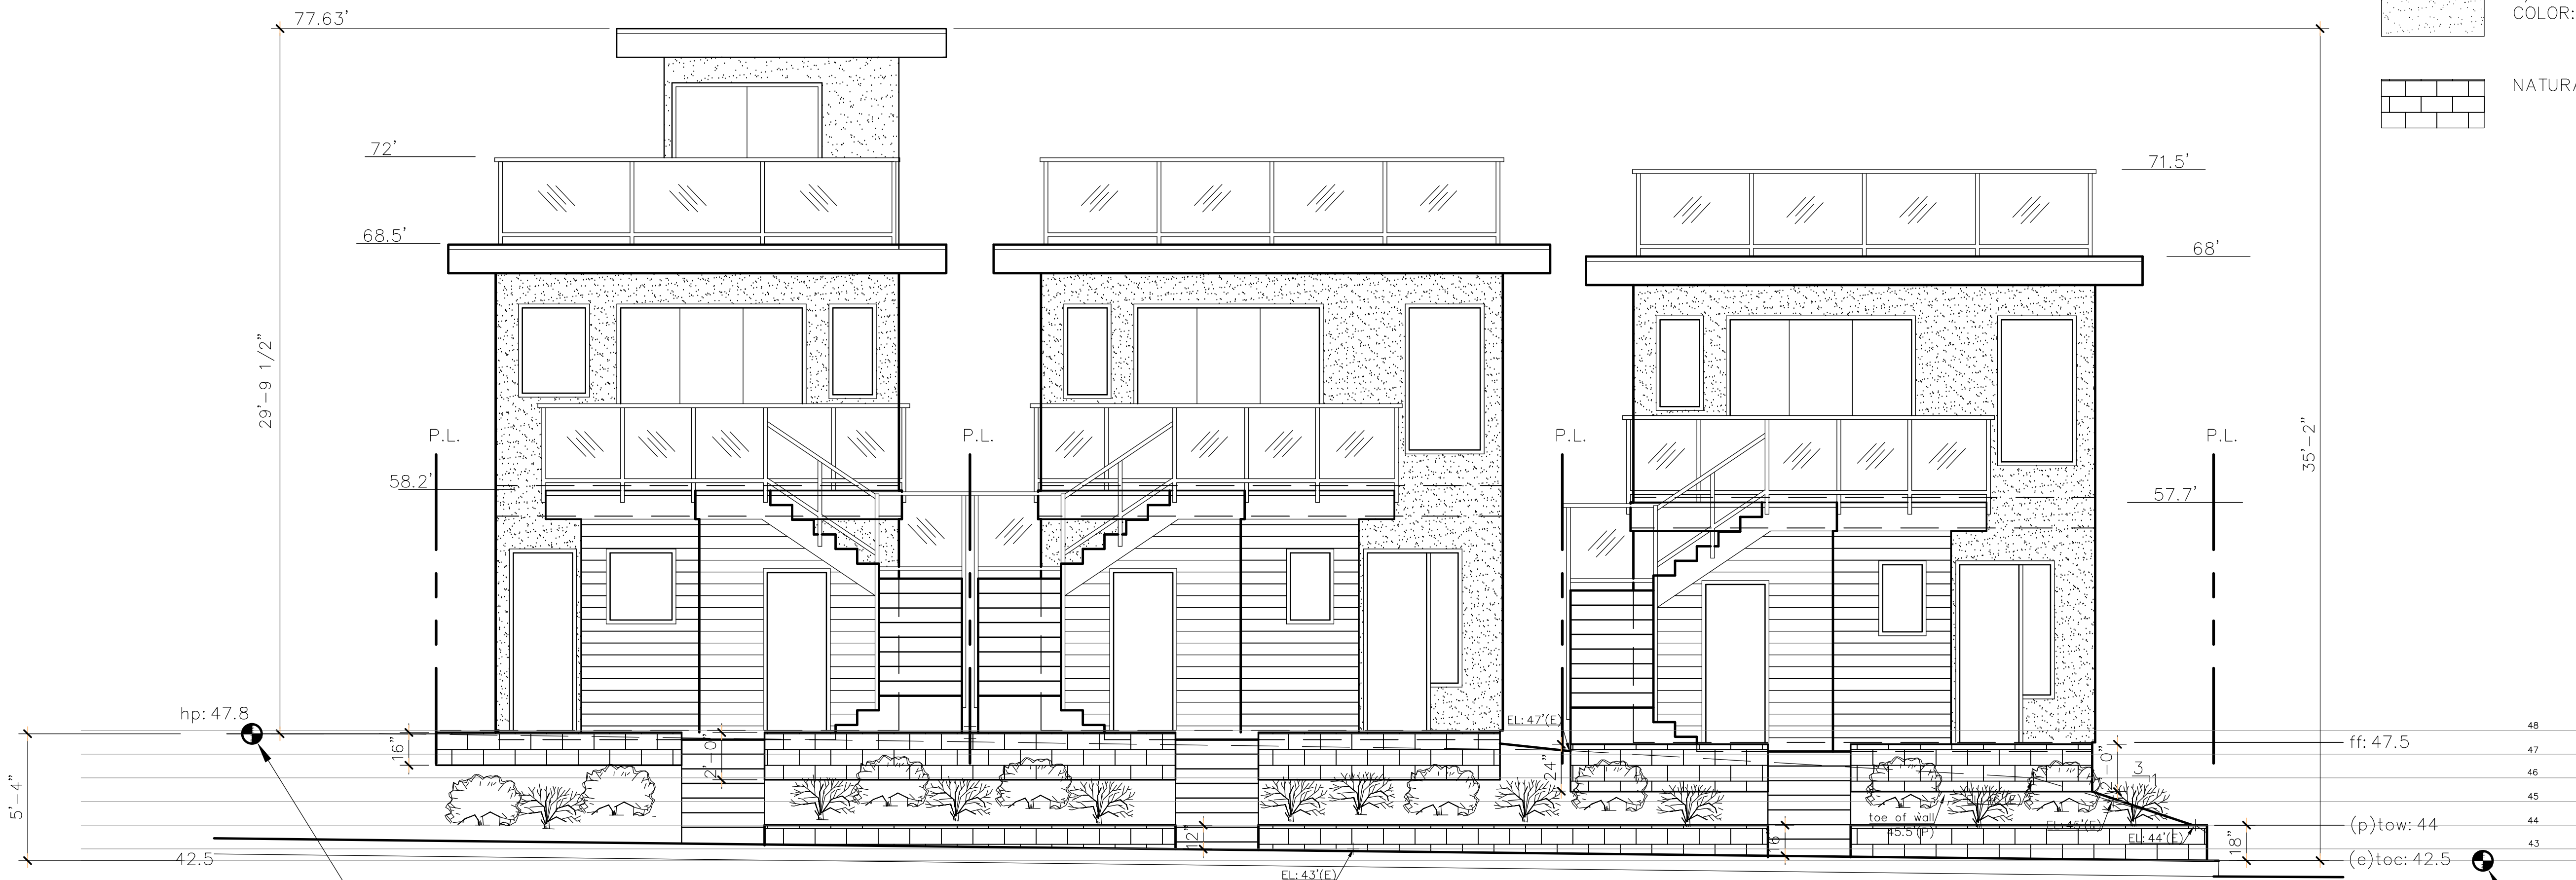 77.63'
COLOR:
NATURA
72'
71.5'
68.5'
68'
29'-9 1/2"
35'-2"
P.L.
P.L.
P.L.
P.L.
58.2'
57.7'
hp: 47.8
EL: 47'(E)
48
ff: 47.5
47
16"
2'-0"
24"
-0"
3
1
46
5'-4"
45
toe of wall
45.5'(P)
EL: 45'(E)
44
(p)tow: 44
12"
16"
EL: 44'(E)
18"
43
42.5
(e)toc: 42.5
EL: 43'(E)